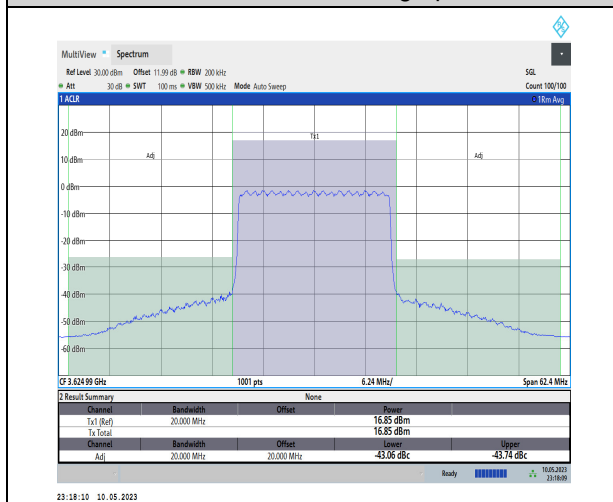 MultiView Spectrum
Ref Level 30.00 dBm Offset 11.99 dB RBW 200 kHz SGL
Att 30 dB SWT 100 ms VBW 500 kHz Mode Auto Sweep Count 100/100
1 ACLR 1Rm Avg
20 dBm
Tx1
10 dBm Adj Adj
0 dBm
-10 dBm
-20 dBm
-30 dBm
-40 dBm
-50 dBm
-60 dBm
CF 3.624 99 GHz 1001 pts 6.24 MHz/ Span 62.4 MHz
2 Result Summary None
Channel Bandwidth Offset Power
Tx1 (Ref) 20.000 MHz 16.85 dBm
Tx Total 16.85 dBm
Channel Bandwidth Offset Lower Upper
Adj 20.000 MHz 20.000 MHz -43.06 dBc -43.74 dBc
Ready 10.05.2023
23:18:09
23:18:10 10.05.2023